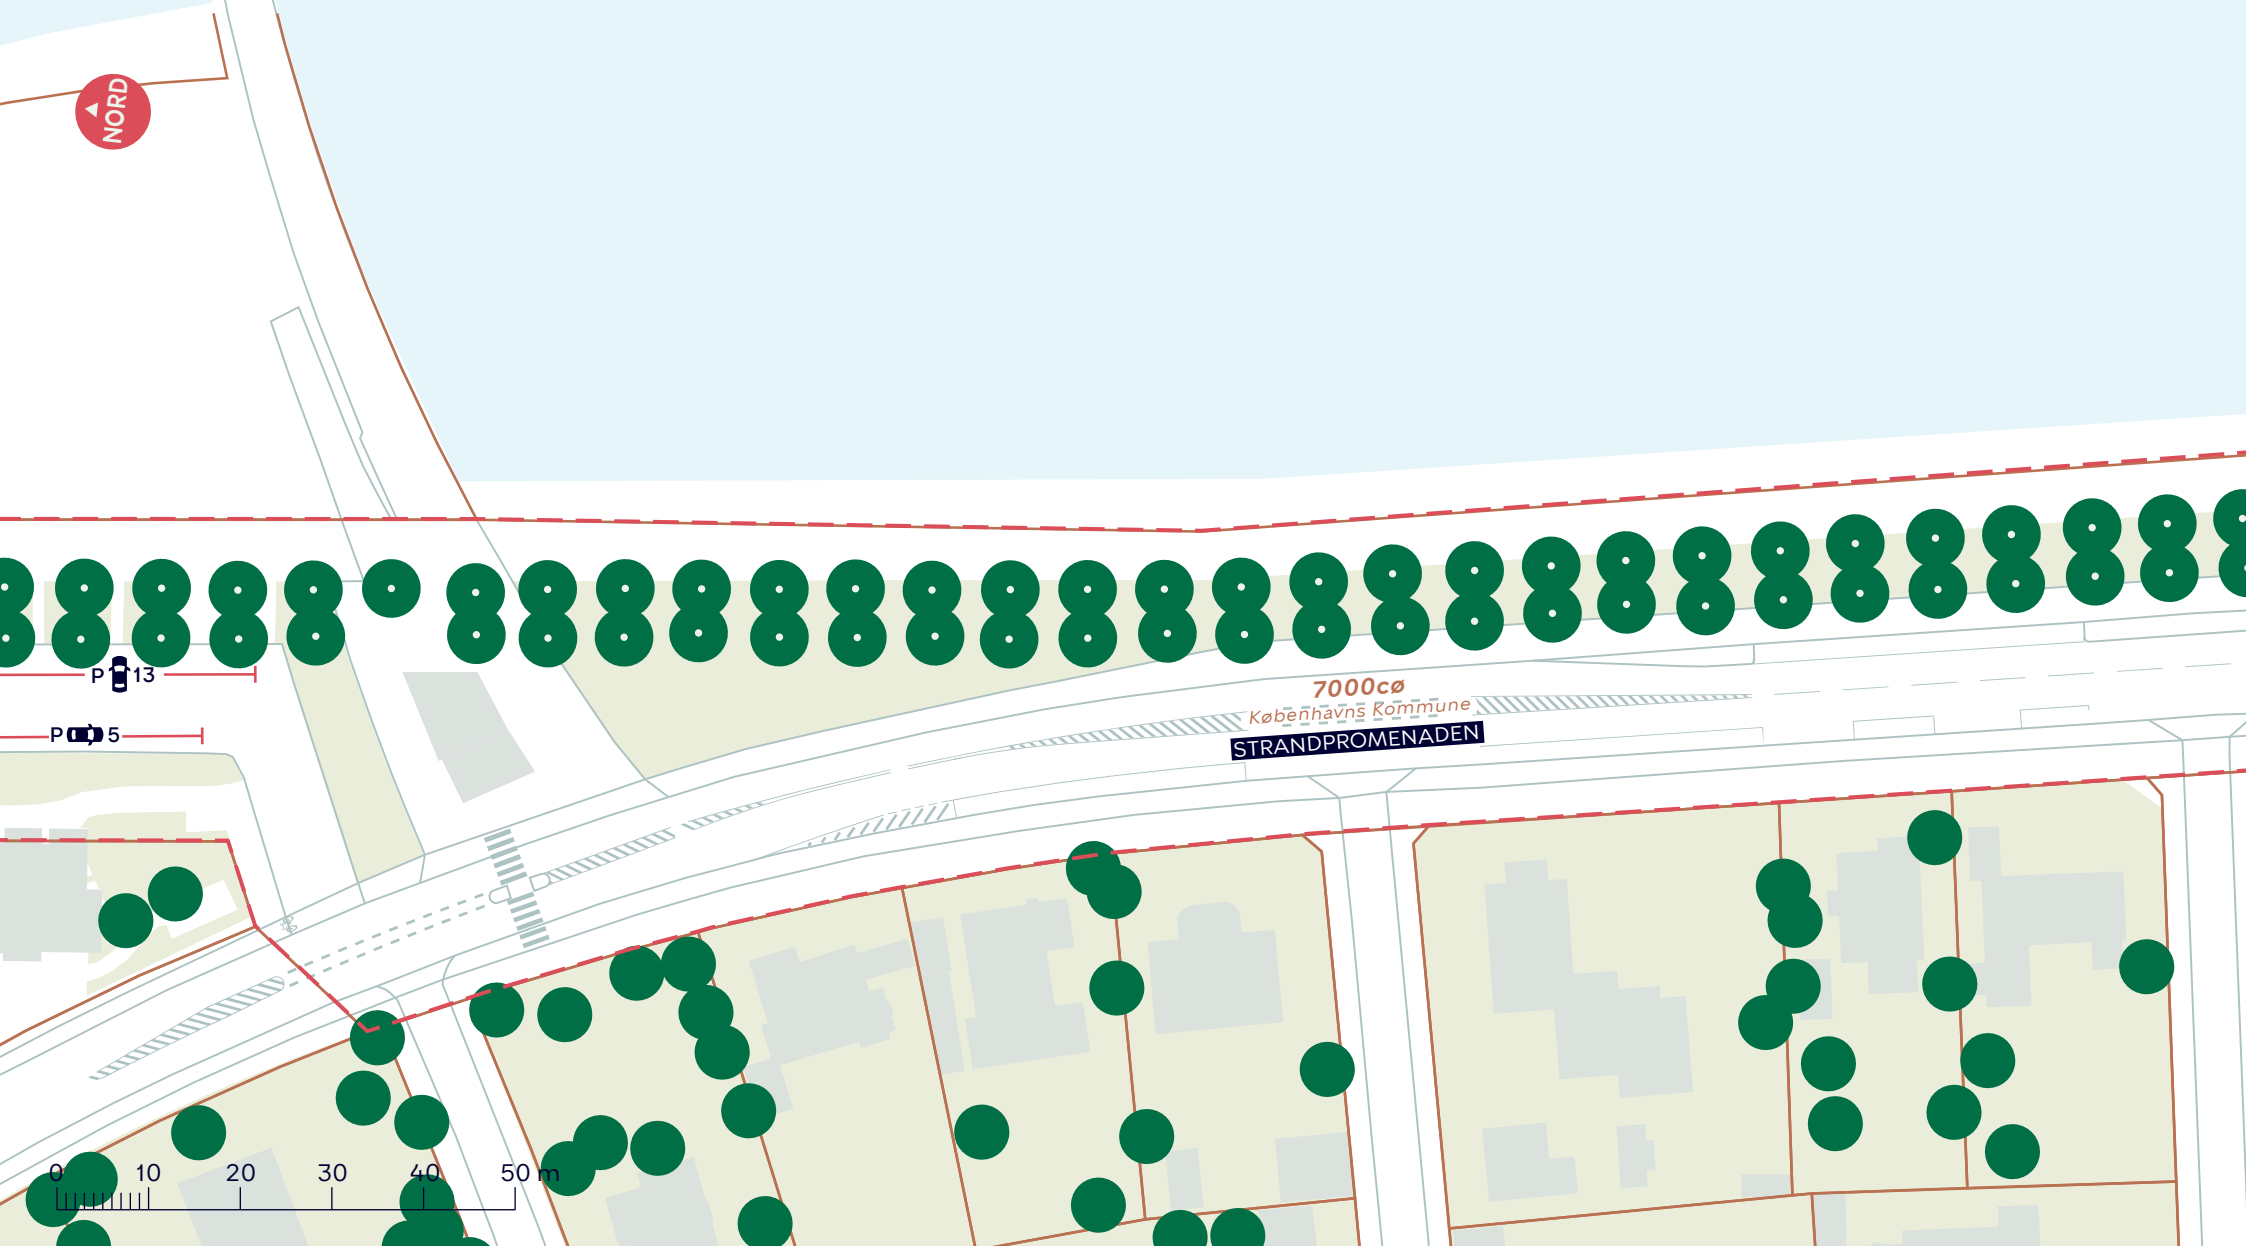 NORD
P 13
P 5
7000cø
Københavns Kommune
STRANDPROMENADEN
0 10 20 30 40 50 m